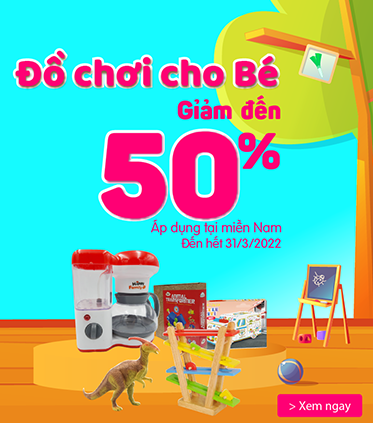 Đồ chơi cho Bé
Giảm đến
50%
Áp dụng tại miền Nam
Đến hết 31/3/2022
> Xem ngay